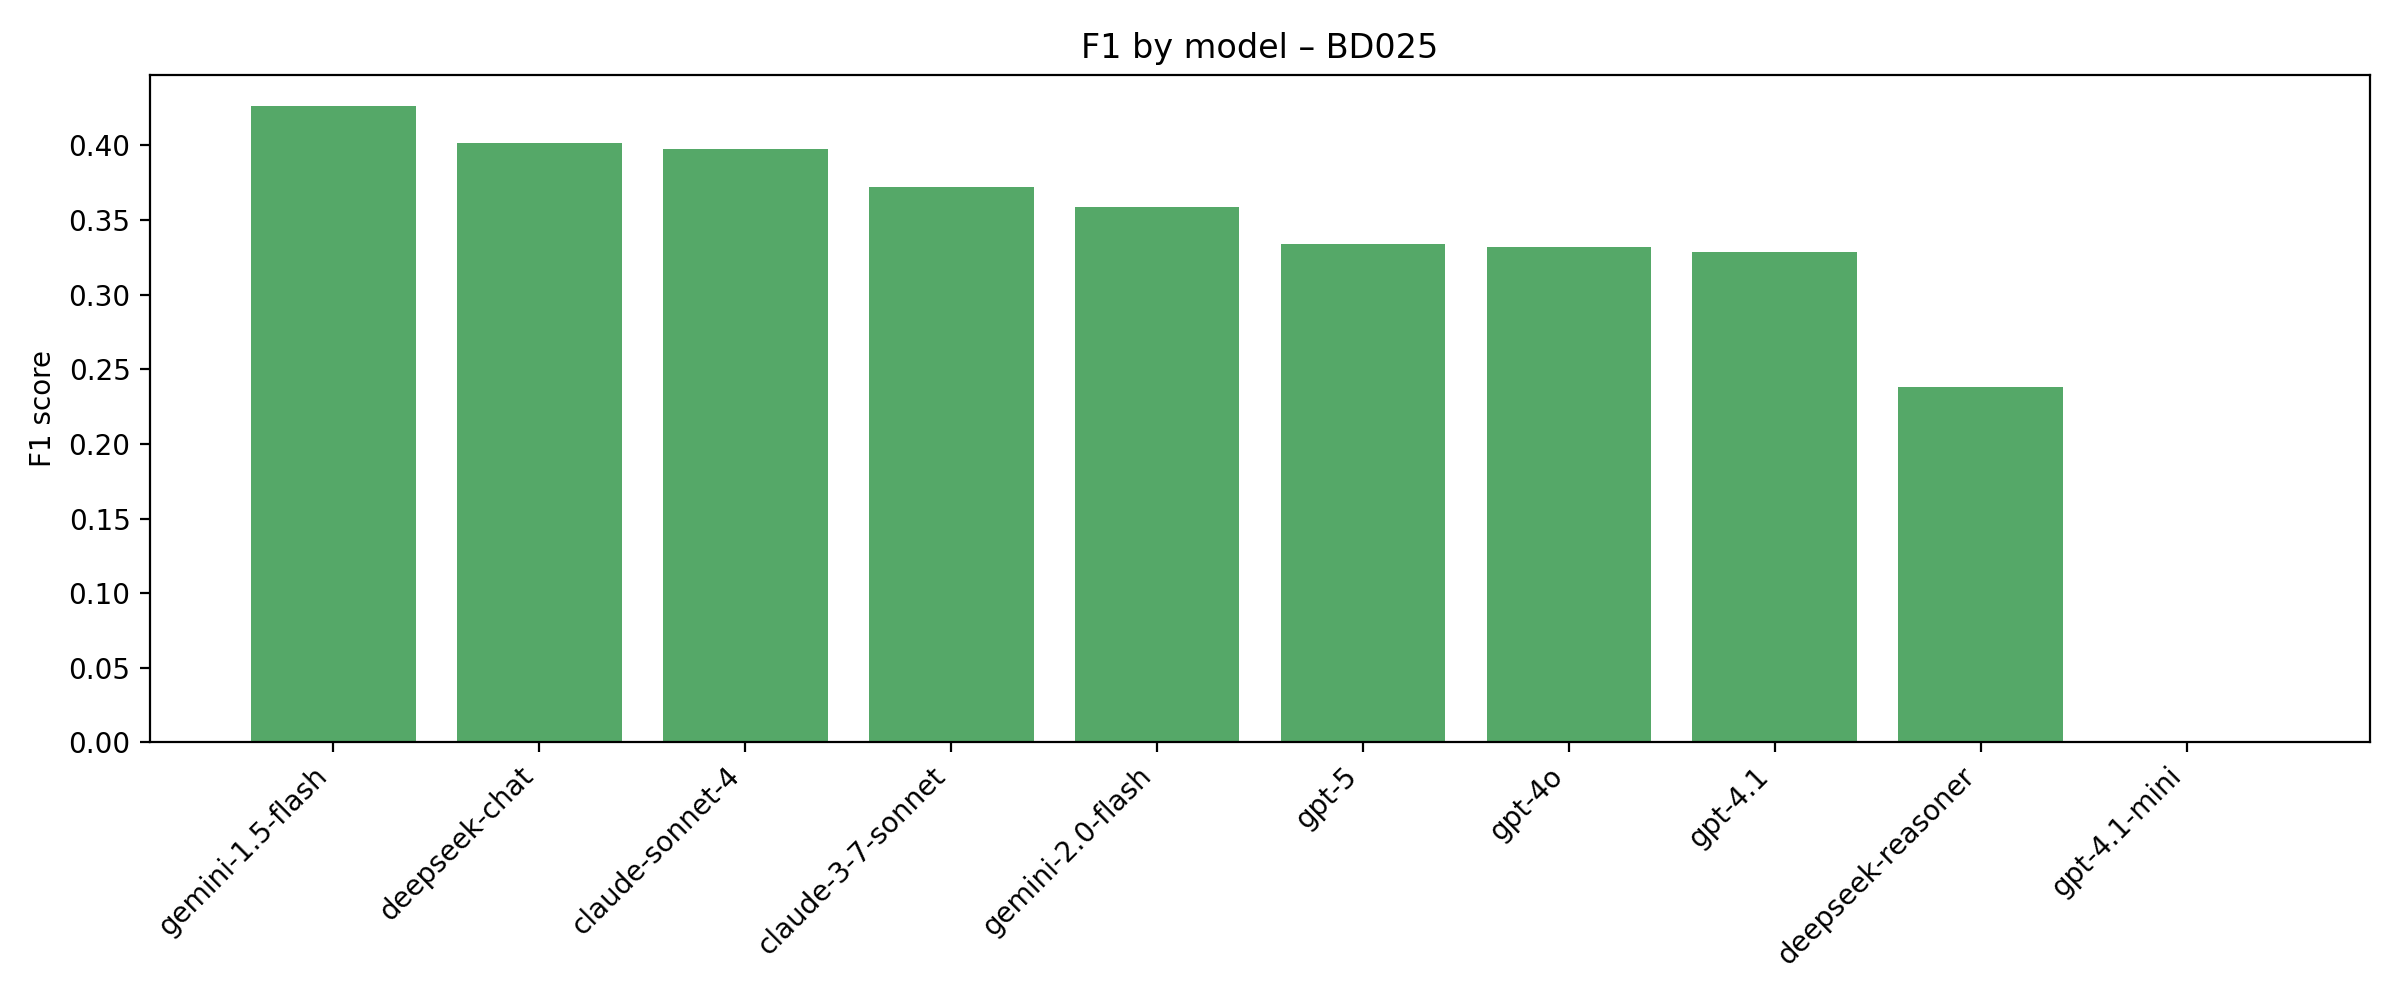 F1 by model – BD025
F1 score
0.40
0.35
0.30
0.25
0.20
0.15
0.10
0.05
0.00
gemini-1.5-flash
deepseek-chat
claude-sonnet-4
claude-3-7-sonnet
gemini-2.0-flash
gpt-5
gpt-4o
gpt-4.1
deepseek-reasoner
gpt-4.1-mini